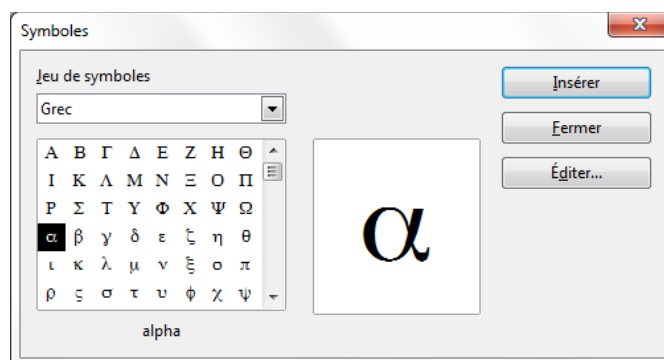 Symboles
Jeu de symboles
Grec
Α Β Γ Δ Ε Ζ Η Θ
Ι Κ Λ Μ Ν Ξ Ο Π
Ρ Σ Τ Υ Φ Χ Ψ Ω
α β γ δ ε ζ η θ
ι κ λ μ ν ξ ο π
ρ ς σ τ υ ϕ χ ψ
alpha
α
Insérer
Fermer
Éditer...